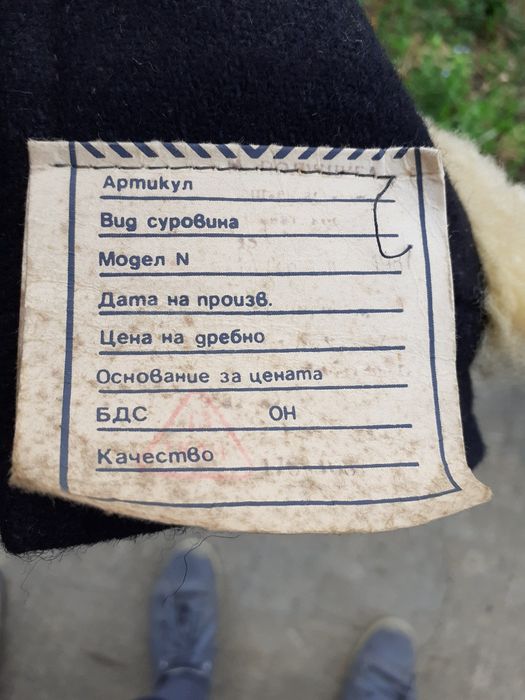 Артикул
Вид суровина
Модел N
Дата на произв.
Цена на дребно
Основание за цената
БДС ОН
Качество